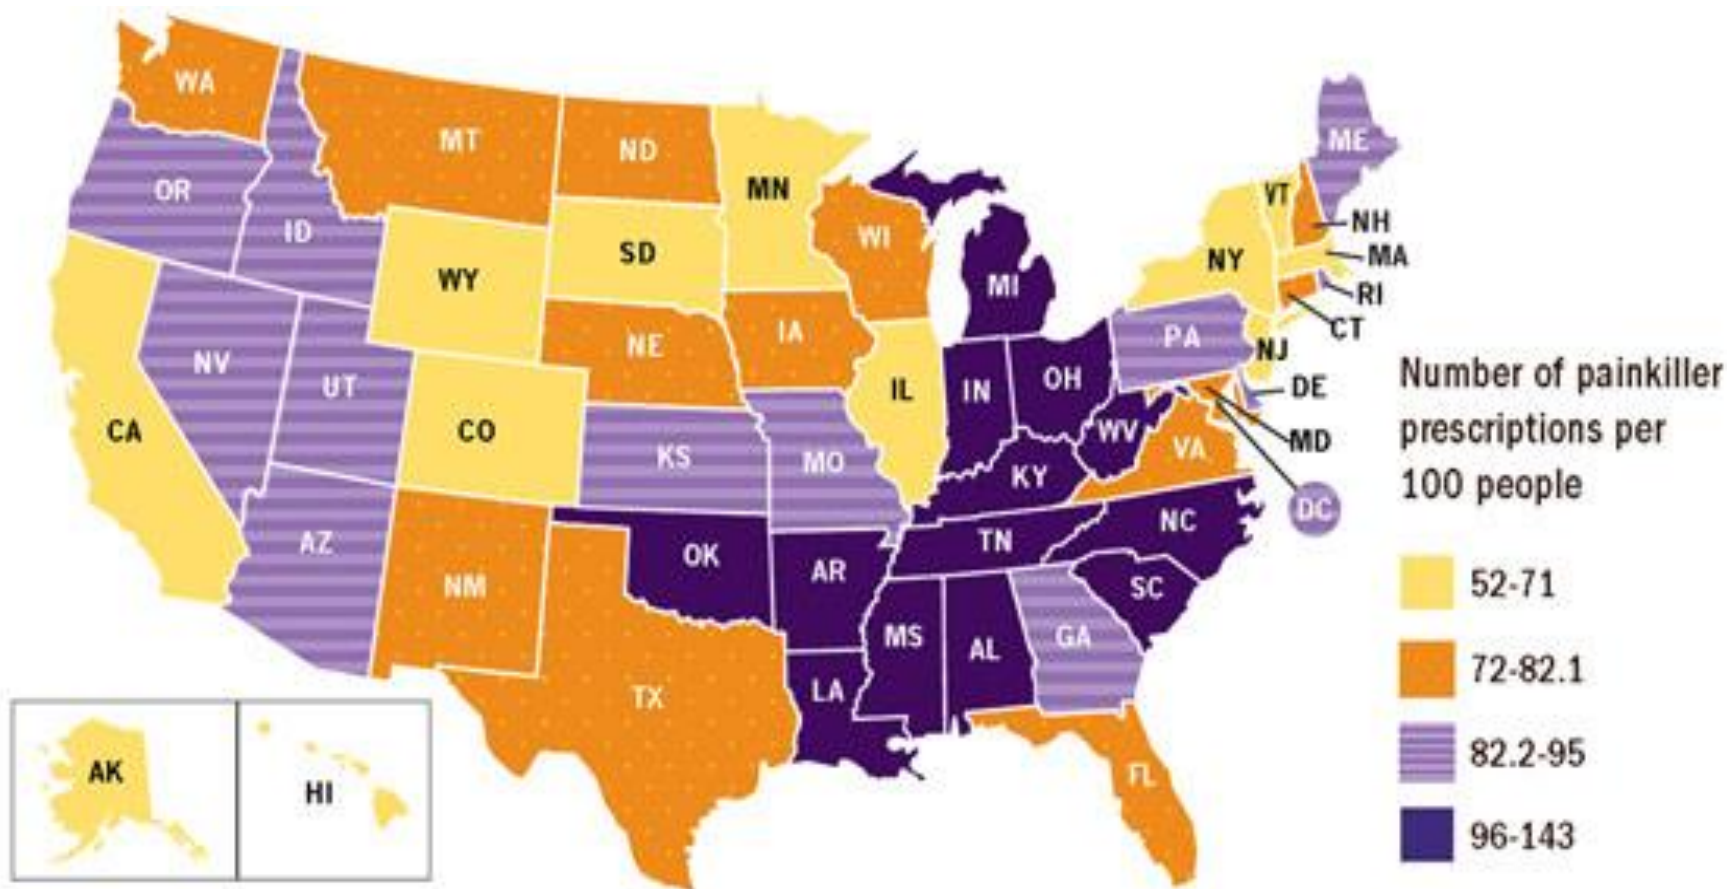 WA
MT
ND
MN
ME
OR
ID
WY
SD
WI
MI
VT
NH
NY
MA
RI
CT
NV
UT
CO
NE
IA
IL
IN
OH
PA
NJ
DE
MD
CA
KS
MO
KY
WV
VA
DC
AZ
NM
OK
AR
TN
NC
SC
TX
LA
MS
AL
GA
FL
AK
HI
Number of painkiller
prescriptions per
100 people
52-71
72-82.1
82.2-95
96-143